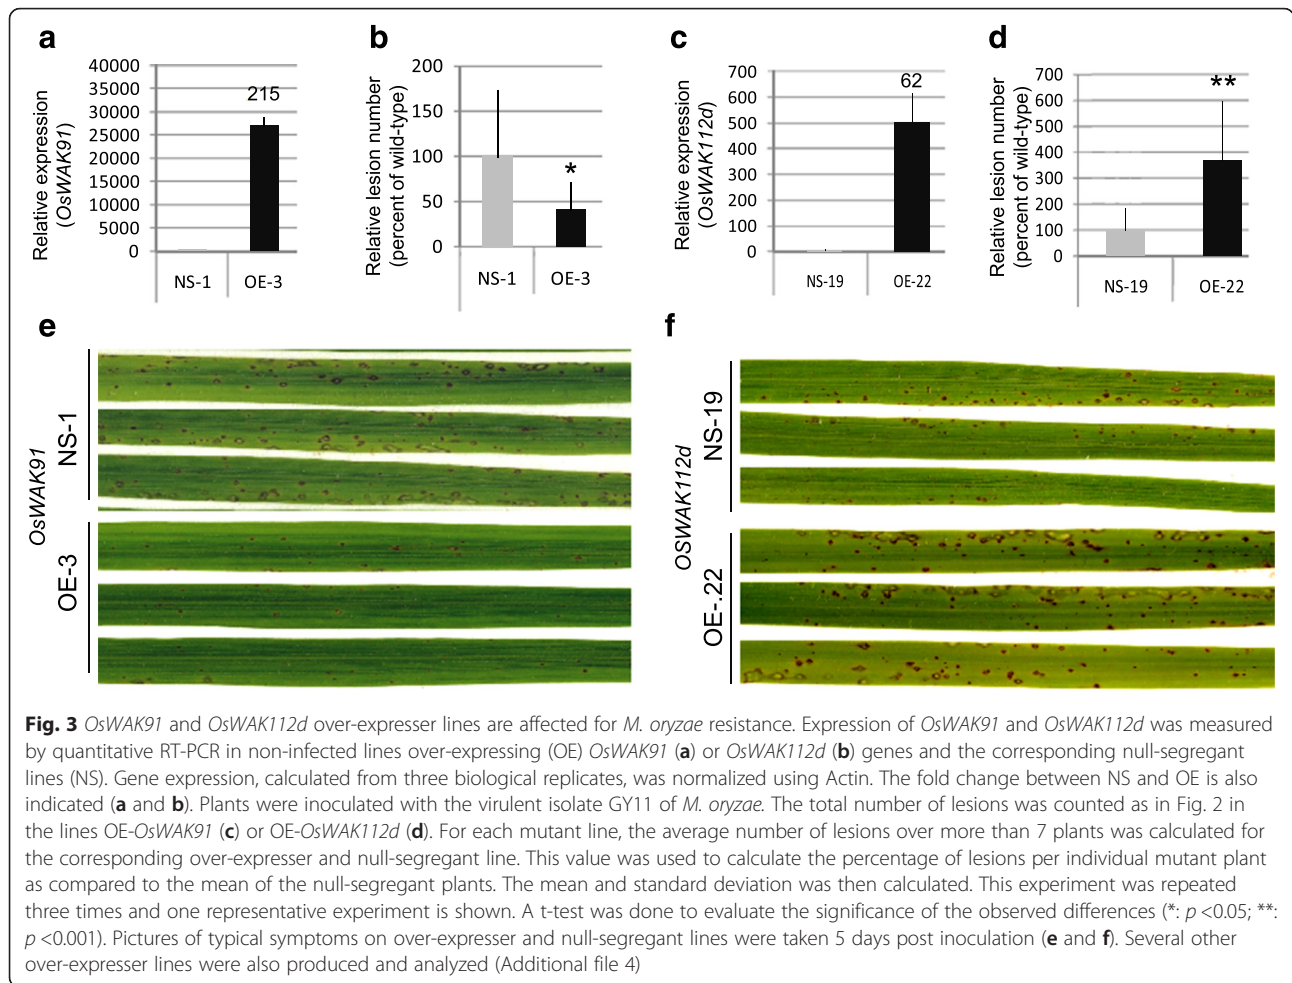 a
Relative expression
(OsWAK91)
40000
35000
30000
25000
20000
15000
10000
5000
0
215
NS-1
OE-3
b
Relative lesion number
(percent of wild-type)
200
150
100
50
0
*
NS-1
OE-3
c
Relative expression
(OsWAK112d)
700
600
500
400
300
200
100
0
62
NS-19
OE-22
d
Relative lesion number
(percent of wild-type)
700
600
500
400
300
200
100
0
**
NS-19
OE-22
e
OsWAK91
NS-1
OE-3
f
OSWAK112d
NS-19
OE-.22
Fig. 3 OsWAK91 and OsWAK112d over-expresser lines are affected for M. oryzae resistance. Expression of OsWAK91 and OsWAK112d was measured
by quantitative RT-PCR in non-infected lines over-expressing (OE) OsWAK91 (a) or OsWAK112d (b) genes and the corresponding null-segregant
lines (NS). Gene expression, calculated from three biological replicates, was normalized using Actin. The fold change between NS and OE is also
indicated (a and b). Plants were inoculated with the virulent isolate GY11 of M. oryzae. The total number of lesions was counted as in Fig. 2 in
the lines OE-OsWAK91 (c) or OE-OsWAK112d (d). For each mutant line, the average number of lesions over more than 7 plants was calculated for
the corresponding over-expresser and null-segregant line. This value was used to calculate the percentage of lesions per individual mutant plant
as compared to the mean of the null-segregant plants. The mean and standard deviation was then calculated. This experiment was repeated
three times and one representative experiment is shown. A t-test was done to evaluate the significance of the observed differences (*: p <0.05; **:
p <0.001). Pictures of typical symptoms on over-expresser and null-segregant lines were taken 5 days post inoculation (e and f). Several other
over-expresser lines were also produced and analyzed (Additional file 4)